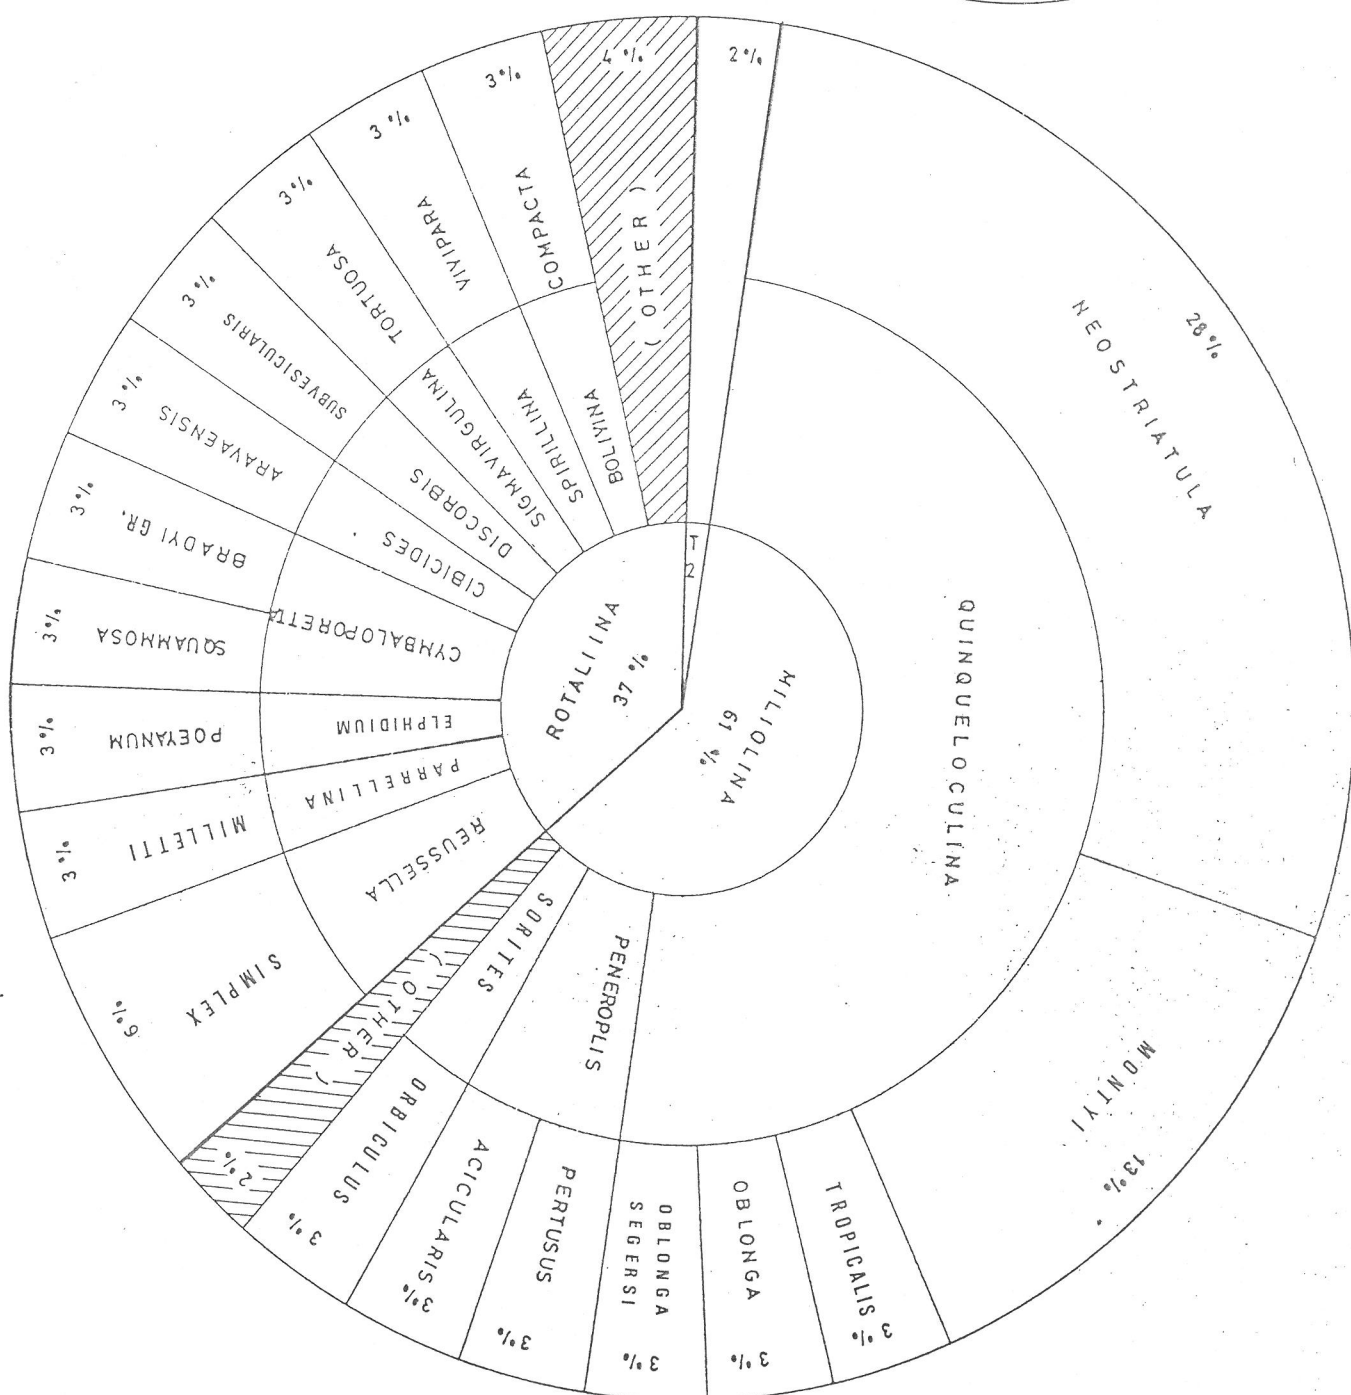 2%
T
2
NEOSTRIATULA
28%
QUINQUELOCULINA
MONTYI
13%
TROPICALIS
3%
OBLONGA
3%
OBLONGA
SEGERSI
3%
PENEROPLIS
PERTUSUS
3%
ACICULARIS
3%
SORITES
ORBICULUS
3%
( OTHER )
2%
MILIOLINA
61 %
ROTALIINA
37 %
REUSSELLA
SIMPLEX
6%
PARRELLINA
MILLETTI
3%
ELPHIDIUM
POEYANUM
3%
CYMBALOPORETTA
SQUAMMOSA
3%
BRADYI GR.
3%
CIBICIDES
ARAVAENSIS
3%
DISCORBIS
SUBVESICULARIS
3%
SIGMAVIRGULINA
TORTUOSA
3%
SPIRILLINA
VIVIPARA
3%
BOLIVINA
COMPACTA
3%
( OTHER )
4%